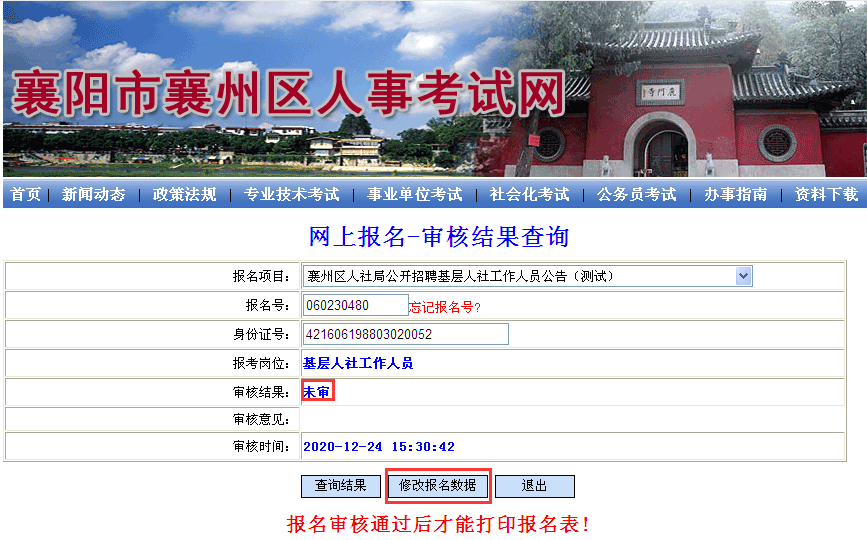 襄阳市襄州区人事考试网
鹿門寺
首页 | 新闻动态 | 政策法规 | 专业技术考试 | 事业单位考试 | 社会化考试 | 公务员考试 | 办事指南 | 资料下载
网上报名-审核结果查询
报名项目： 襄州区人社局公开招聘基层人社工作人员公告（测试）
报名号： 060230480 忘记报名号?
身份证号： 421606198803020052
报考岗位： 基层人社工作人员
审核结果： 未审
审核意见：
审核时间： 2020-12-24 15:30:42
查询结果 修改报名数据 退出
报名审核通过后才能打印报名表！